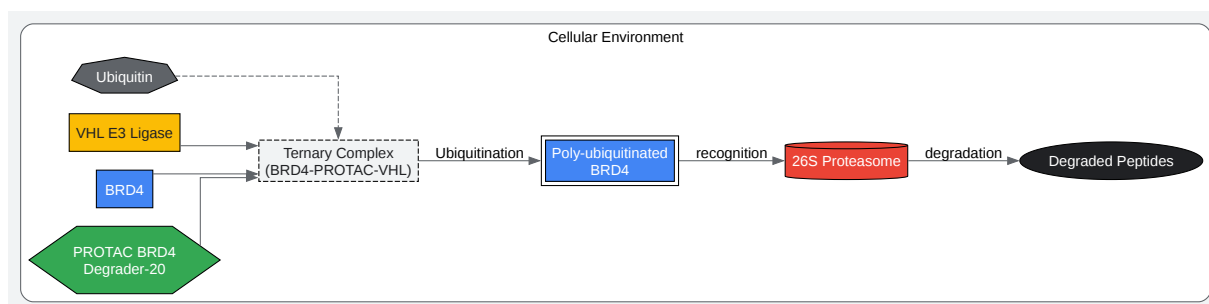 Cellular Environment
Ubiquitin
VHL E3 Ligase
BRD4
PROTAC BRD4
Degrader-20
Ternary Complex
(BRD4-PROTAC-VHL)
Ubiquitination
Poly-ubiquitinated
BRD4
recognition
26S Proteasome
degradation
Degraded Peptides